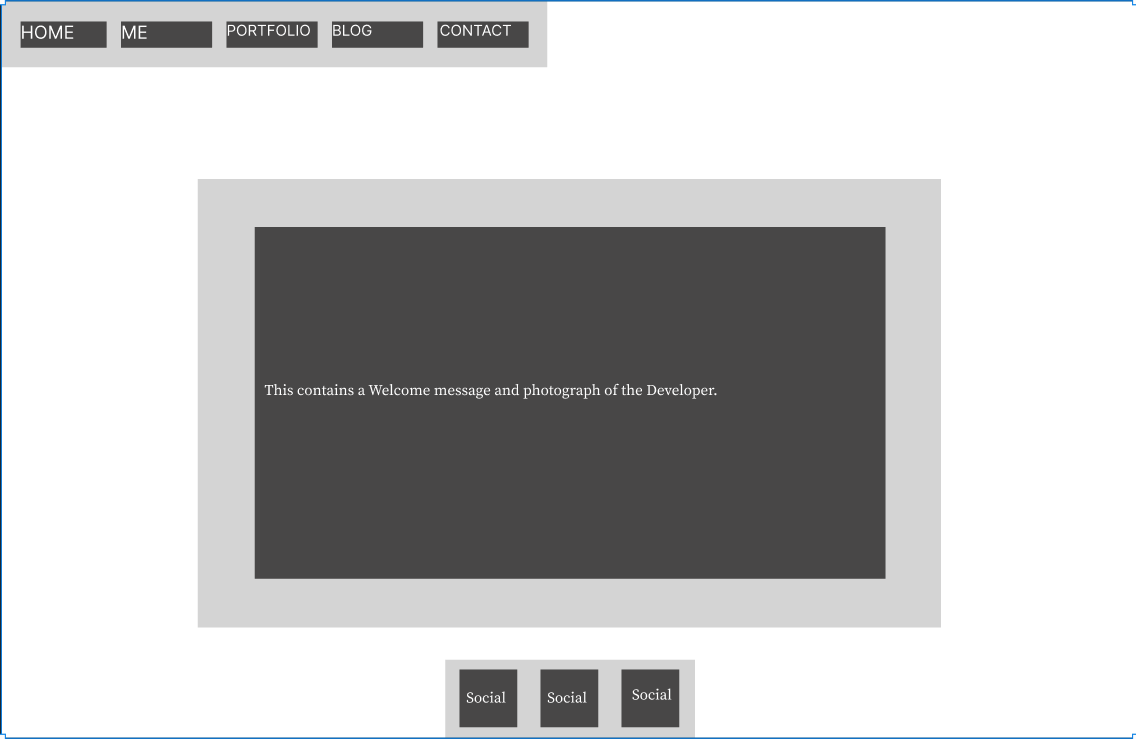 HOME ME PORTFOLIO BLOG CONTACT
This contains a Welcome message and photograph of the Developer.
Social Social Social